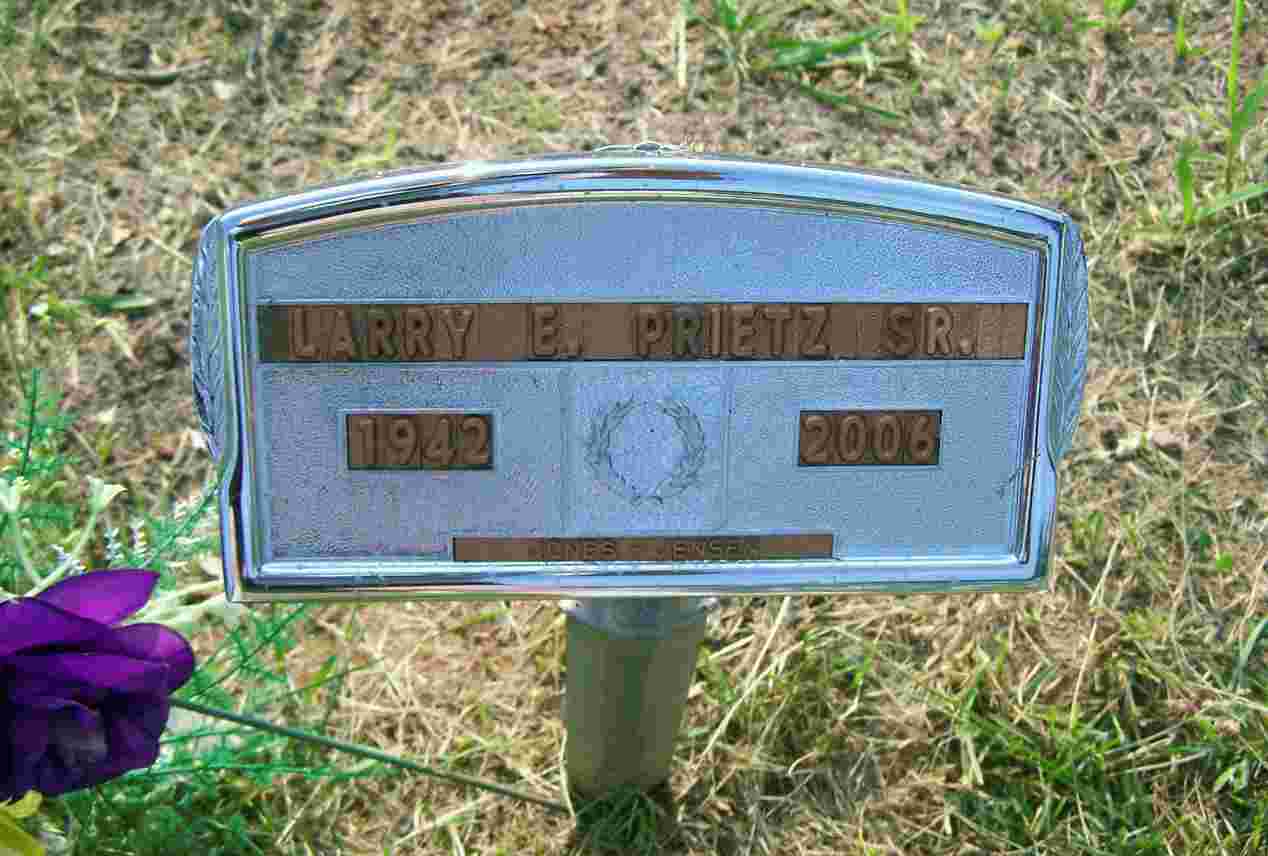 LARRY E. PRIETZ SR.
1942 2006
JONES - JENSEN